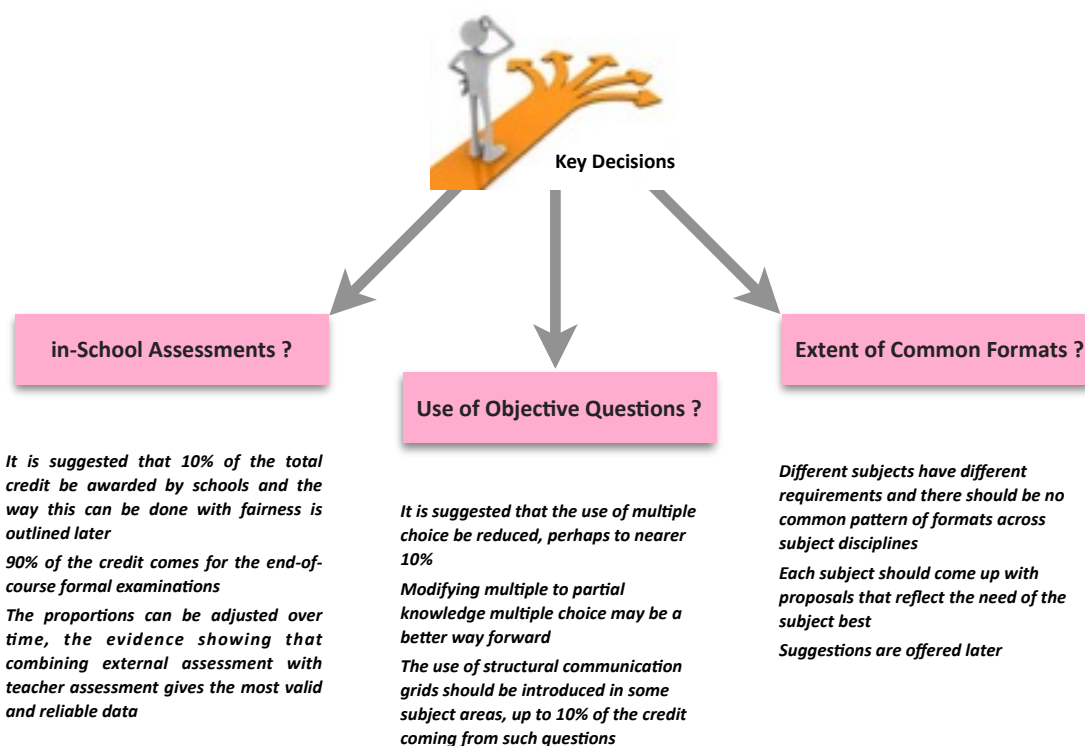 Key Decisions
in-School Assessments ?
It is suggested that 10% of the total
credit be awarded by schools and the
way this can be done with fairness is
outlined later
90% of the credit comes for the end-of-
course formal examinations
The proportions can be adjusted over
time, the evidence showing that
combining external assessment with
teacher assessment gives the most valid
and reliable data
Use of Objective Questions ?
It is suggested that the use of multiple
choice be reduced, perhaps to nearer
10%
Modifying multiple to partial
knowledge multiple choice may be a
better way forward
The use of structural communication
grids should be introduced in some
subject areas, up to 10% of the credit
coming from such questions
Extent of Common Formats ?
Different subjects have different
requirements and there should be no
common pattern of formats across
subject disciplines
Each subject should come up with
proposals that reflect the need of the
subject best
Suggestions are offered later